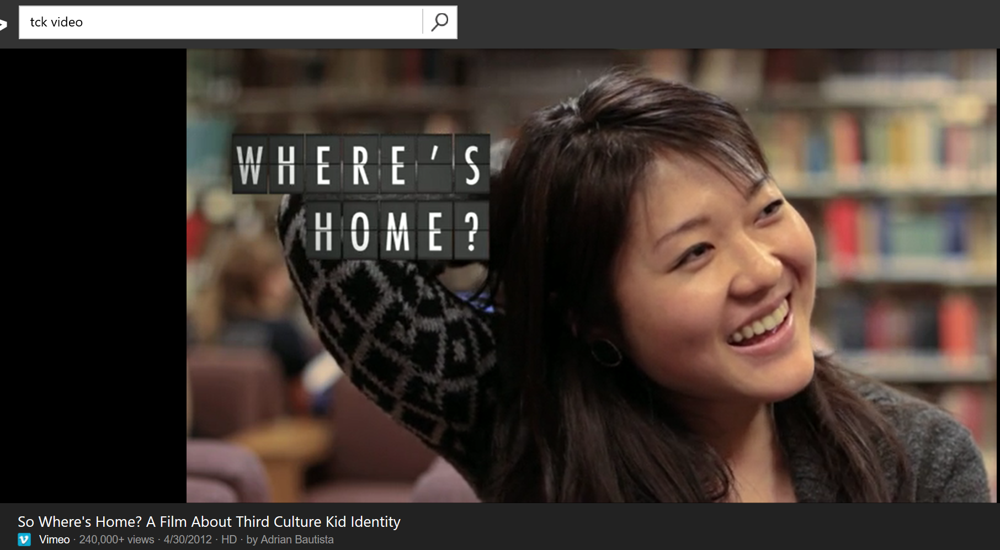 tck video
WHERE'S
HOME?
So Where's Home? A Film About Third Culture Kid Identity
Vimeo · 240,000+ views · 4/30/2012 · HD · by Adrian Bautista